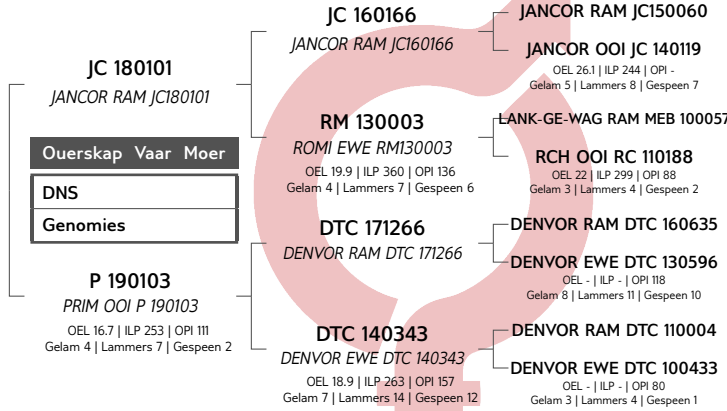 JC 180101
JANCOR RAM JC180101
Ouerskap Vaar Moer
DNS
Genomies
P 190103
PRIM OOI P 190103
OEL 16.7 | ILP 253 | OPI 111
Gelam 4 | Lammers 7 | Gespeen 2
JC 160166
JANCOR RAM JC160166
RM 130003
ROMI EWE RM130003
OEL 19.9 | ILP 360 | OPI 136
Gelam 4 | Lammers 7 | Gespeen 6
DTC 171266
DENVOR RAM DTC 171266
DTC 140343
DENVOR EWE DTC 140343
OEL 18.9 | ILP 263 | OPI 157
Gelam 7 | Lammers 14 | Gespeen 12
JANCOR RAM JC150060
JANCOR OOI JC 140119
OEL 26.1 | ILP 244 | OPI -
Gelam 5 | Lammers 8 | Gespeen 7
LANK-GE-WAG RAM MEB 100057
RCH OOI RC 110188
OEL 22 | ILP 299 | OPI 88
Gelam 3 | Lammers 4 | Gespeen 2
DENVOR RAM DTC 160635
DENVOR EWE DTC 130596
OEL - | ILP - | OPI 118
Gelam 8 | Lammers 11 | Gespeen 10
DENVOR RAM DTC 110004
DENVOR EWE DTC 100433
OEL - | ILP - | OPI 80
Gelam 3 | Lammers 4 | Gespeen 1